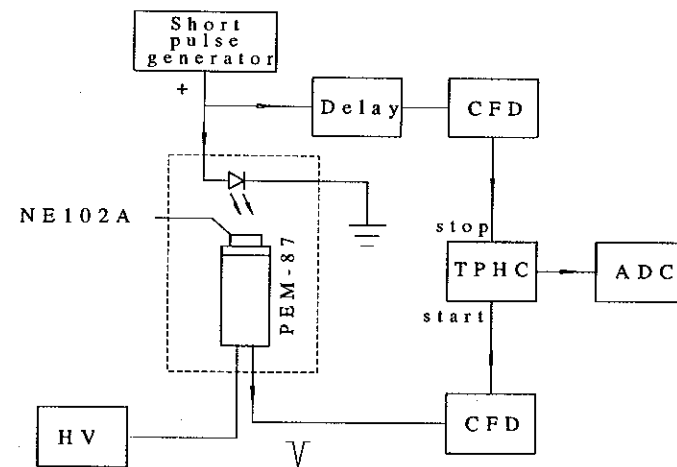 Short
pulse
generator
+
Delay
CFD
NE102A
PEM-87
stop
TPHC
ADC
start
HV
CFD